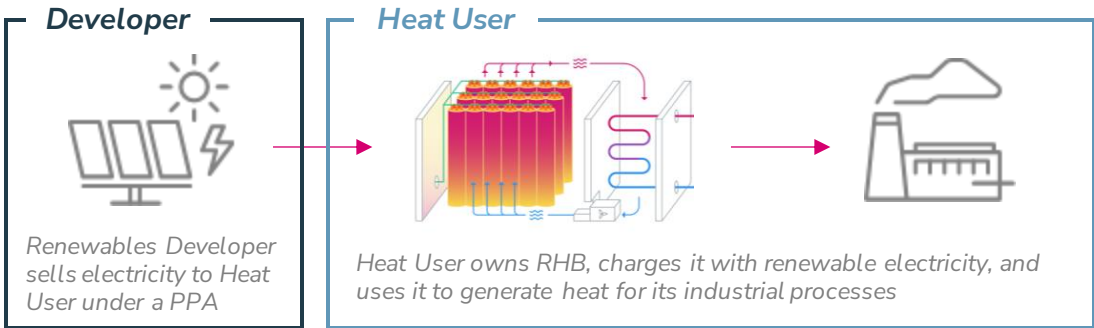 Developer
Renewables Developer
sells electricity to Heat
User under a PPA
Heat User
Heat User owns RHB, charges it with renewable electricity, and
uses it to generate heat for its industrial processes